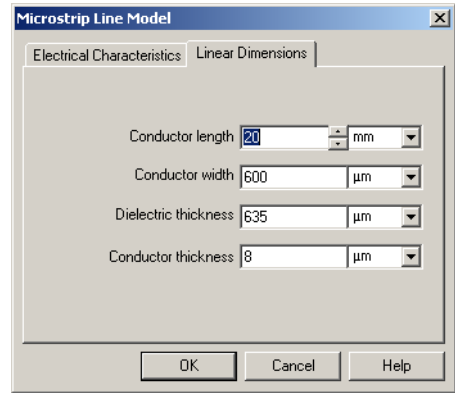 Microstrip Line Model
Electrical Characteristics Linear Dimensions
Conductor length 20 mm
Conductor width 600 µm
Dielectric thickness 635 µm
Conductor thickness 8 µm
OK Cancel Help